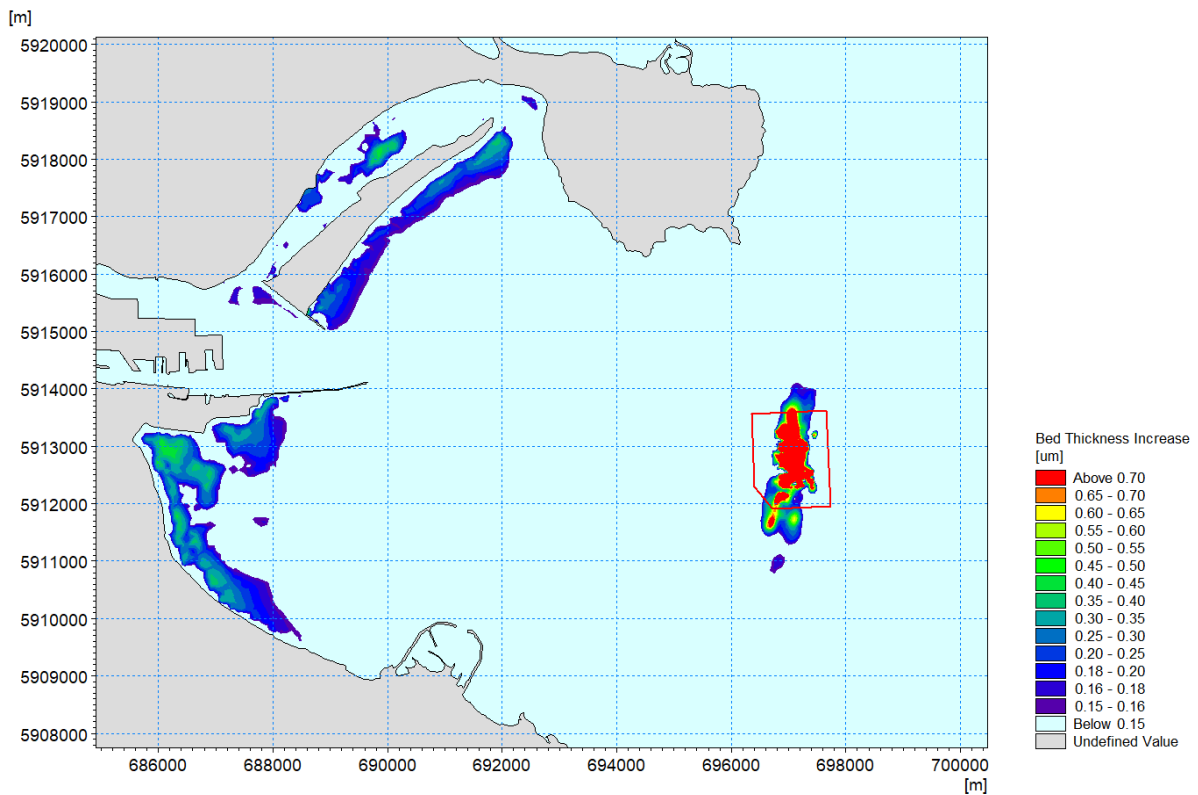 [m]
5920000
5919000
5918000
5917000
5916000
5915000
5914000
5913000
5912000
5911000
5910000
5909000
5908000
686000 688000 690000 692000 694000 696000 698000 700000
[m]
Bed Thickness Increase
[um]
Above 0.70
0.65 - 0.70
0.60 - 0.65
0.55 - 0.60
0.50 - 0.55
0.45 - 0.50
0.40 - 0.45
0.35 - 0.40
0.30 - 0.35
0.25 - 0.30
0.20 - 0.25
0.18 - 0.20
0.16 - 0.18
0.15 - 0.16
Below 0.15
Undefined Value